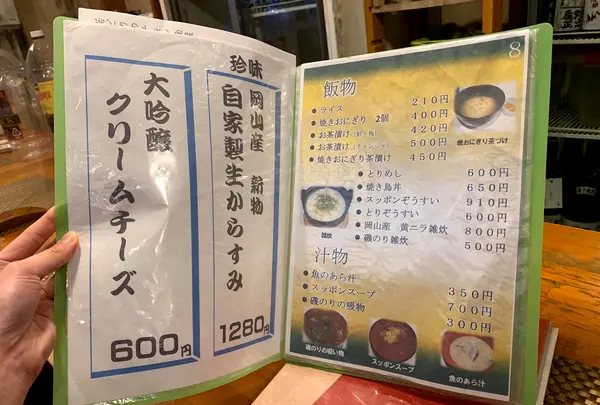 大吟醸
クリームチーズ
600円
珍味 岡山産 新物
自家製生からすみ
1280円
8
飯物
●ライス 210円
●焼きおにぎり 2個 400円
●お茶漬け 420円
●お茶漬け 500円
●焼きおにぎり茶漬け 450円
●とりめし 600円
●焼き鳥丼 650円
●スッポンぞうすい 910円
●とりぞうすい 600円
●岡山産 黄ニラ雑炊 800円
●磯のり雑炊 500円
焼おにぎり茶づけ
雑炊
汁物
●魚のあら汁 350円
●スッポンスープ 700円
●磯のりの吸物 300円
磯のりの吸い物
スッポンスープ
魚のあら汁